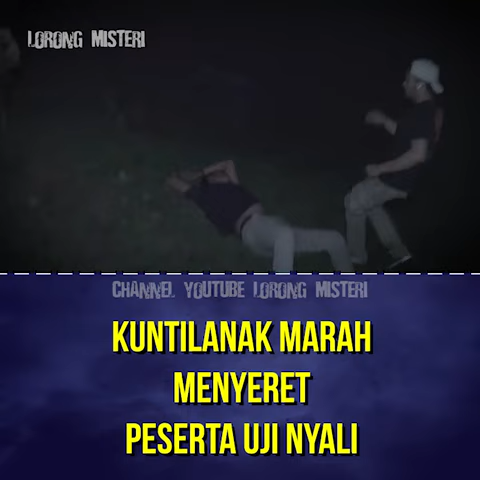 LORONG MISTERI
CHANNEL YOUTUBE LORONG MISTERI
KUNTILANAK MARAH
MENYERET
PESERTA UJI NYALI